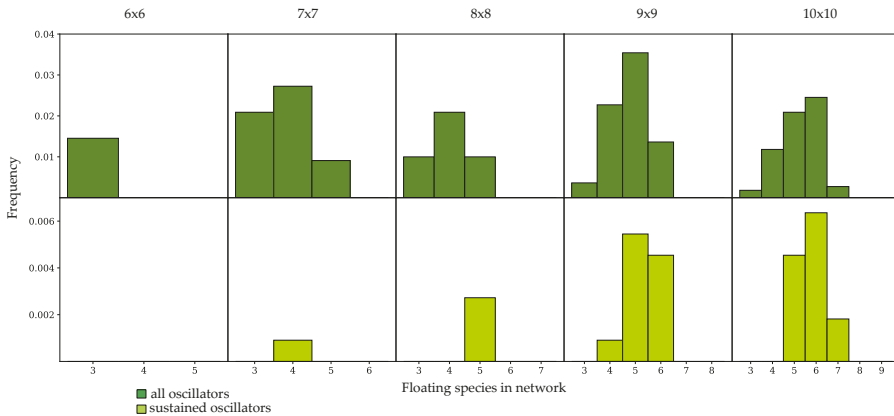 6x6 7x7 8x8 9x9 10x10
0.04
0.03
0.02
0.01
Frequency
0.006
0.004
0.002
3 4 5 3 4 5 6 3 4 5 6 7 3 4 5 6 7 8 3 4 5 6 7 8 9
Floating species in network
all oscillators
sustained oscillators